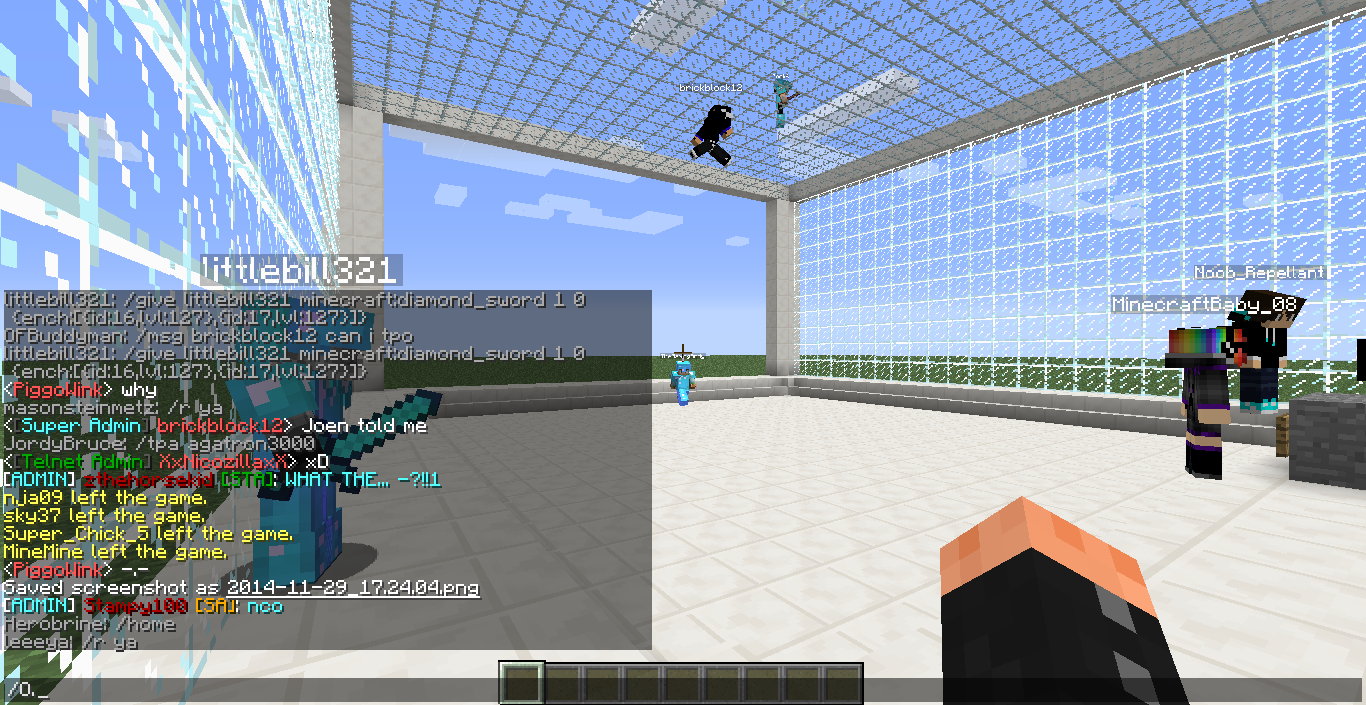 brickblock12
littlebill321
Noob_Repellant
MinecraftBaby_08
littlebill321: /give littlebill321 minecraft:diamond_sword 1 0
{ench:[{id:16,lvl:127},{id:17,lvl:127}]}
OFBuddyman: /msg brickblock12 can i tpo
littlebill321: /give littlebill321 minecraft:diamond_sword 1 0
{ench:[{id:16,lvl:127},{id:17,lvl:127}]}
<PiggoWink> why
masonsteinmetz: /r ya
<[Super Admin] brickblock12> Joen told me
JordyBruce: /tpa agatron3000
<[Telnet Admin] XxNicozillaxX> xD
[ADMIN] zthehorsekid [STA]: WHAT THE... -?!!1
nja09 left the game.
sky37 left the game.
Super_Chick_5 left the game.
MineMine left the game.
<PiggoWink> -,-
Saved screenshot as 2014-11-29_17.24.04.png
[ADMIN] Stampy100 [SA]: nco
Herobrine: /home
leeeya: /r ya
/0._